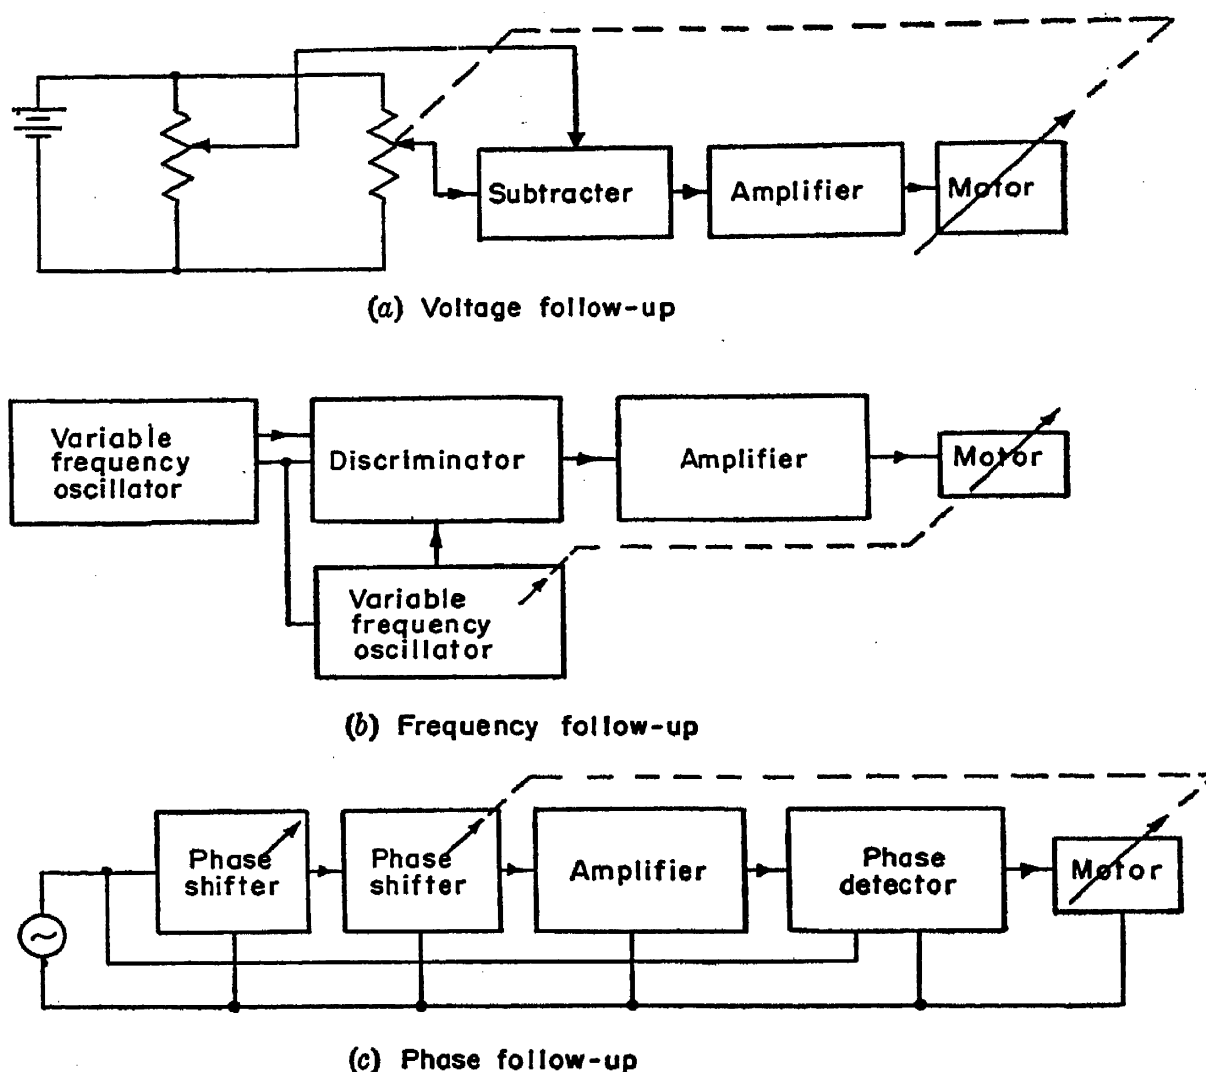 Subtracter
Amplifier
Motor
(a) Voltage follow-up
Variable
frequency
oscillator
Discriminator
Amplifier
Motor
Variable
frequency
oscillator
(b) Frequency follow-up
Phase
shifter
Phase
shifter
Amplifier
Phase
detector
Motor
(c) Phase follow-up